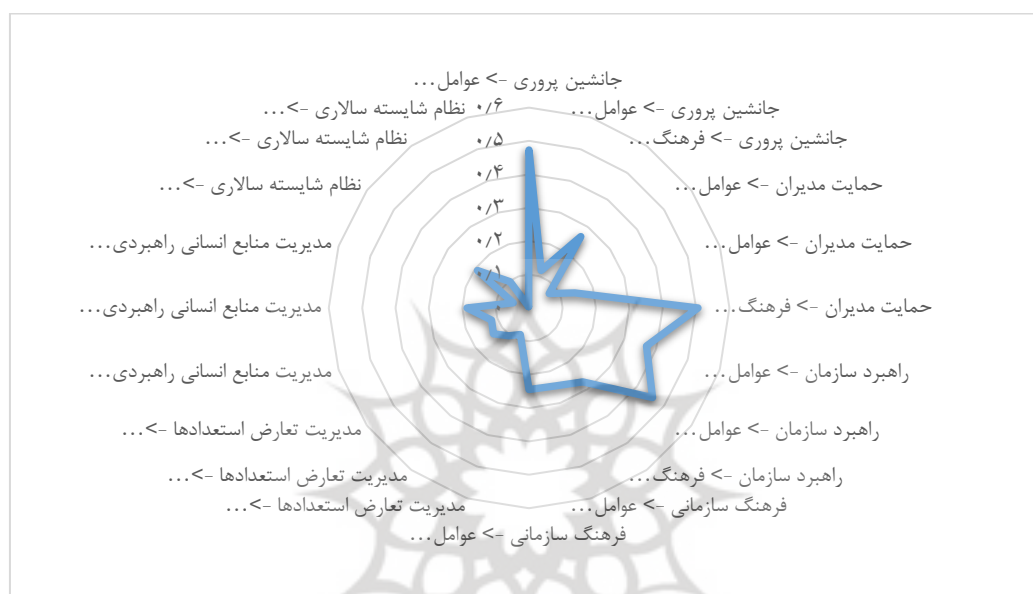 جانشین پروری -> عوامل...
جانشین پروری -> عوامل...
جانشین پروری -> فرهنگ...
حمایت مدیران -> عوامل...
حمایت مدیران -> عوامل...
حمایت مدیران -> فرهنگ...
راهبرد سازمان -> عوامل...
راهبرد سازمان -> عوامل...
راهبرد سازمان -> فرهنگ...
فرهنگ سازمانی -> عوامل...
فرهنگ سازمانی -> عوامل...
مدیریت تعارض استعدادها ->...
مدیریت تعارض استعدادها ->...
مدیریت تعارض استعدادها ->...
مدیریت منابع انسانی راهبردی...
مدیریت منابع انسانی راهبردی...
مدیریت منابع انسانی راهبردی...
نظام شایسته سالاری ->...
نظام شایسته سالاری ->...
نظام شایسته سالاری ->...
۰/۶
۰/۵
۰/۴
۰/۳
۰/۲
۰/۱
۰